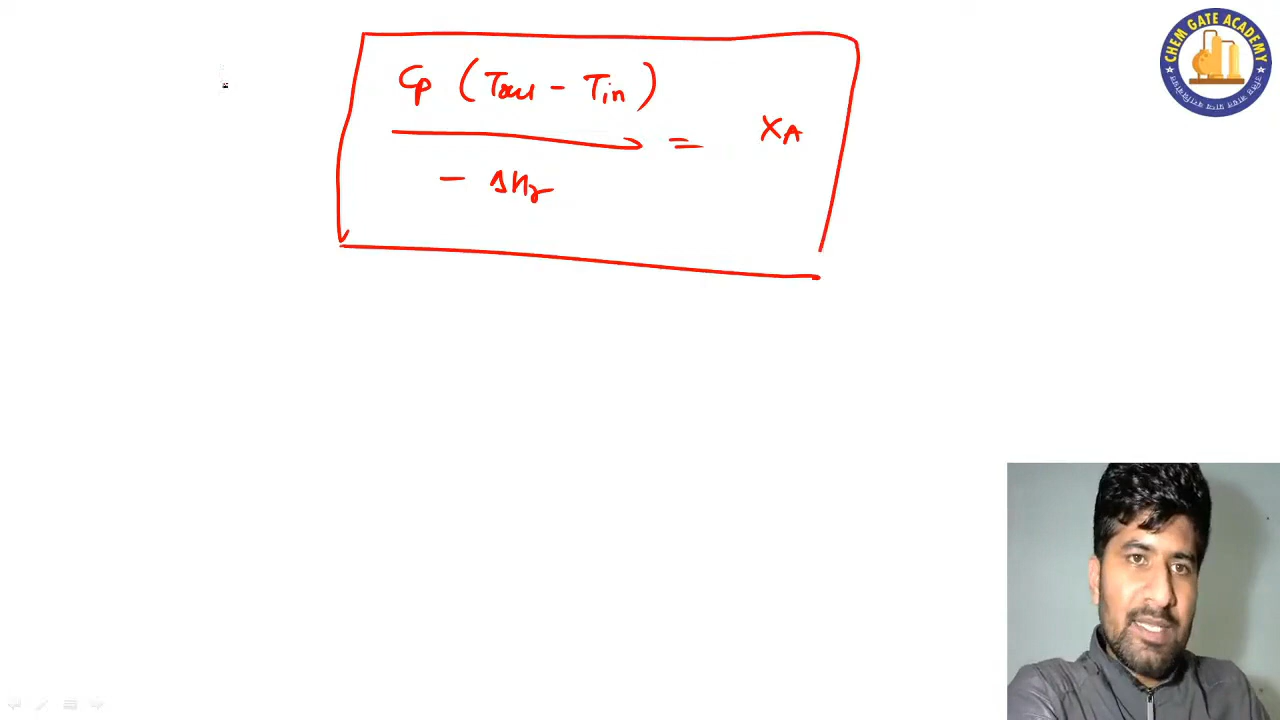 Cp (Tout - Tin)
= XA
- ΔHr
CHEM GATE ACADEMY